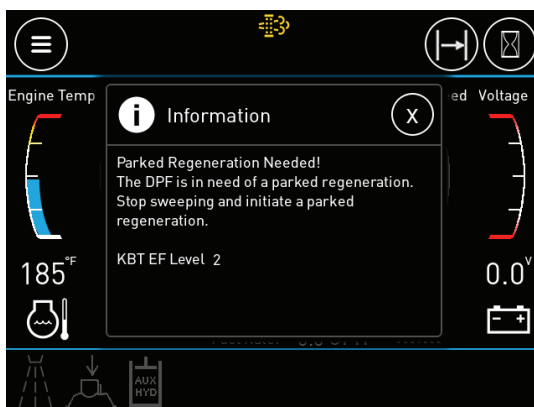 Engine Temp
ed
Voltage
i
Information
X
Parked Regeneration Needed!
The DPF is in need of a parked regeneration.
Stop sweeping and initiate a parked
regeneration.
KBT EF Level 2
185°F
0.0 V
- +
AUX
HYD